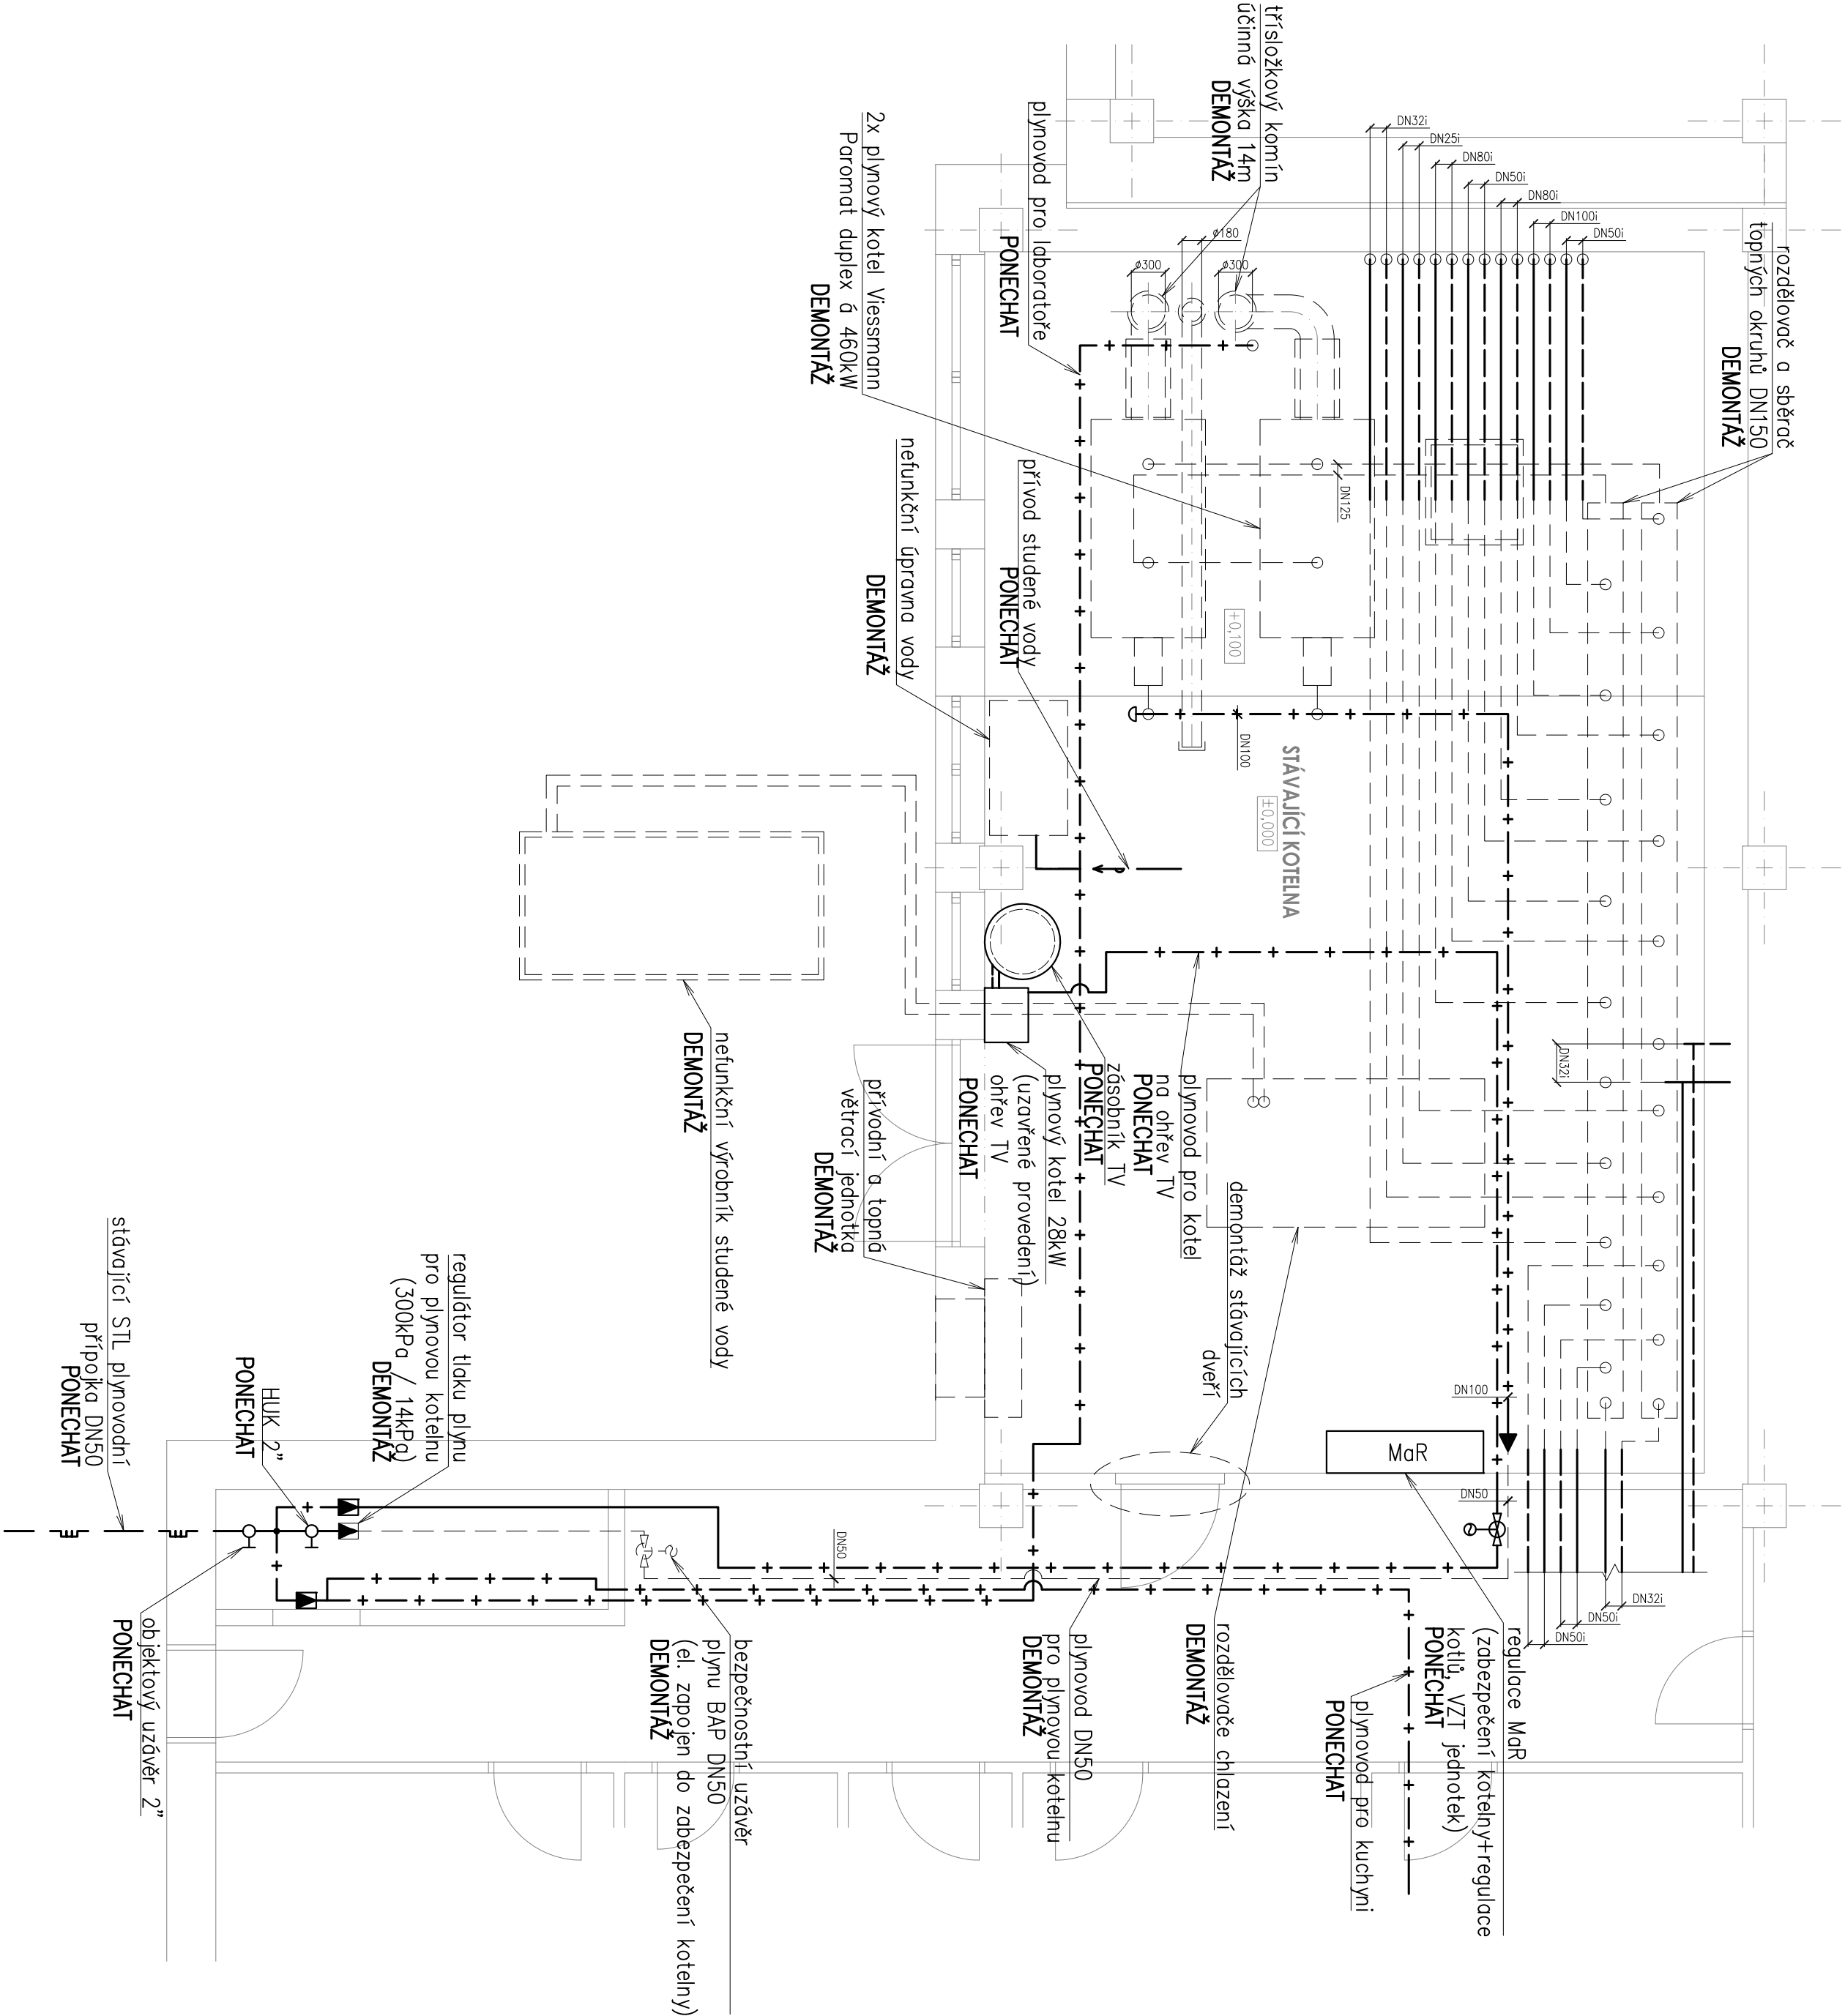 třísložkový komín
účinná výška 14m
DEMONTÁŽ
plynovod pro laboratoře
PONECHAT
2x plynový kotel Viessmann
Paromat duplex á 460kW
DEMONTÁŽ
rozdělovač a sběrač
topných okruhů DN150
DEMONTÁŽ
DN32i
DN25i
DN80i
DN50i
DN80i
DN100i
DN50i
ø180
ø300
ø300
DN125
přívod studené vody
PONECHAT
nefunkční úpravna vody
DEMONTÁŽ
+0,100
DN100
STÁVAJÍCÍ KOTELNA
±0,000
DN32i
nefunkční výrobník studené vody
DEMONTÁŽ
plynovod pro kotel
na ohřev TV
PONECHAT
zásobník TV
PONECHAT
plynový kotel 28kW
(uzavřené provedení)
ohřev TV
PONECHAT
přívodní a topná
větrací jednotka
DEMONTÁŽ
demontáž stávajících
dveří
DN100
MaR
DN50
DN50
DN32i
DN50i
DN50i
regulátor tlaku plynu
pro plynovou kotelnu
(300kPa / 14kPa)
DEMONTÁŽ
HUK 2"
PONECHAT
stávající STL plynovodní
přípojka DN50
PONECHAT
objektový uzávěr 2"
PONECHAT
bezpečnostní uzávěr
plynu BAP DN50
(el. zapojen do zabezpečení kotelny)
DEMONTÁŽ
plynovod DN50
pro plynovou kotelnu
DEMONTÁŽ
rozdělovače chlazení
DEMONTÁŽ
plynovod pro kuchyni
PONECHAT
regulace MaR
(zabezpečení kotelny+regulace
kotlů, VZT jednotek)
PONECHAT